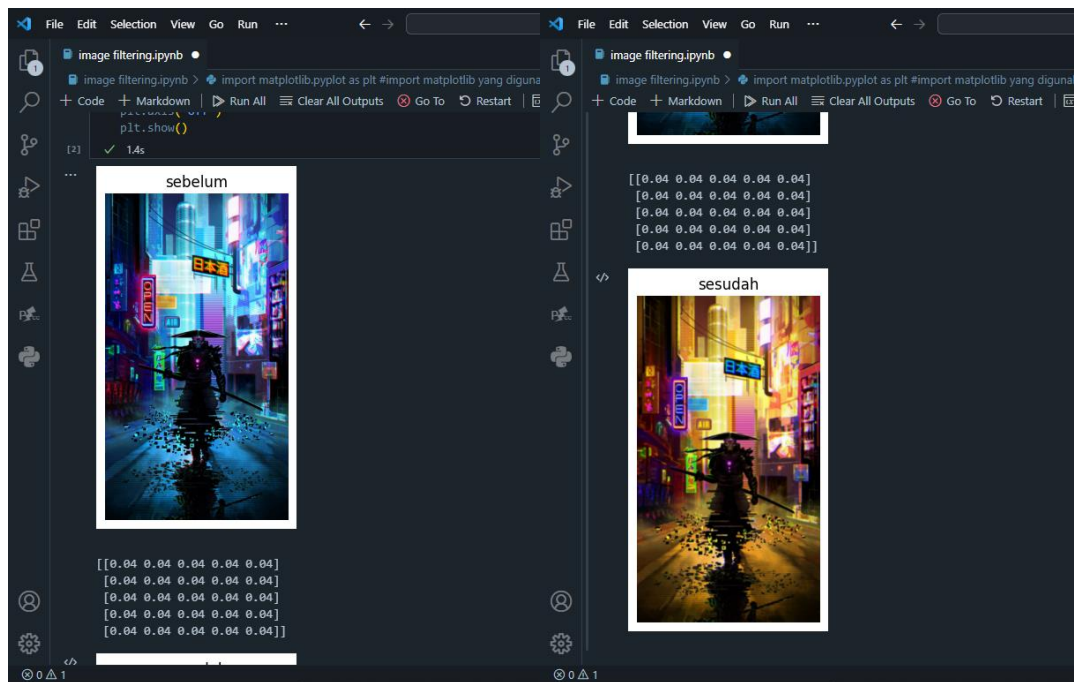 File Edit Selection View Go Run ···
image filtering.ipynb
image filtering.ipynb > import matplotlib.pyplot as plt #import matplotlib yang diguna
+ Code + Markdown | Run All Clear All Outputs Go To Restart
plt.axis("off")
plt.show()
[2] ✓ 1.4s
...
sebelum
日本酒
OPEN
AIR
[[0.04 0.04 0.04 0.04 0.04]
[0.04 0.04 0.04 0.04 0.04]
[0.04 0.04 0.04 0.04 0.04]
[0.04 0.04 0.04 0.04 0.04]
[0.04 0.04 0.04 0.04 0.04]]
1
0 1
File Edit Selection View Go Run ···
image filtering.ipynb
image filtering.ipynb > import matplotlib.pyplot as plt #import matplotlib yang diguna
+ Code + Markdown | Run All Clear All Outputs Go To Restart
[[0.04 0.04 0.04 0.04 0.04]
[0.04 0.04 0.04 0.04 0.04]
[0.04 0.04 0.04 0.04 0.04]
[0.04 0.04 0.04 0.04 0.04]
[0.04 0.04 0.04 0.04 0.04]]
sesudah
日本酒
OPEN
AIR
1
0 1